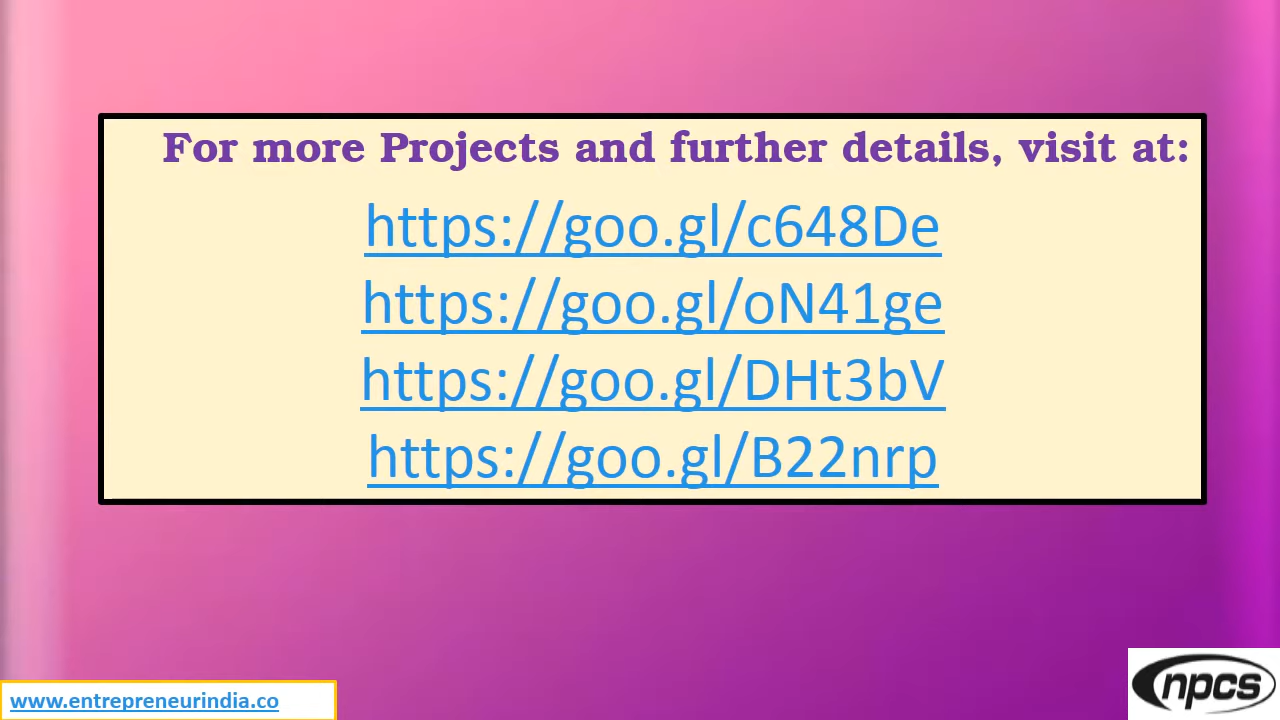 For more Projects and further details, visit at:
https://goo.gl/c648De
https://goo.gl/oN41ge
https://goo.gl/DHt3bV
https://goo.gl/B22nrp
www.entrepreneurindia.co
npcs